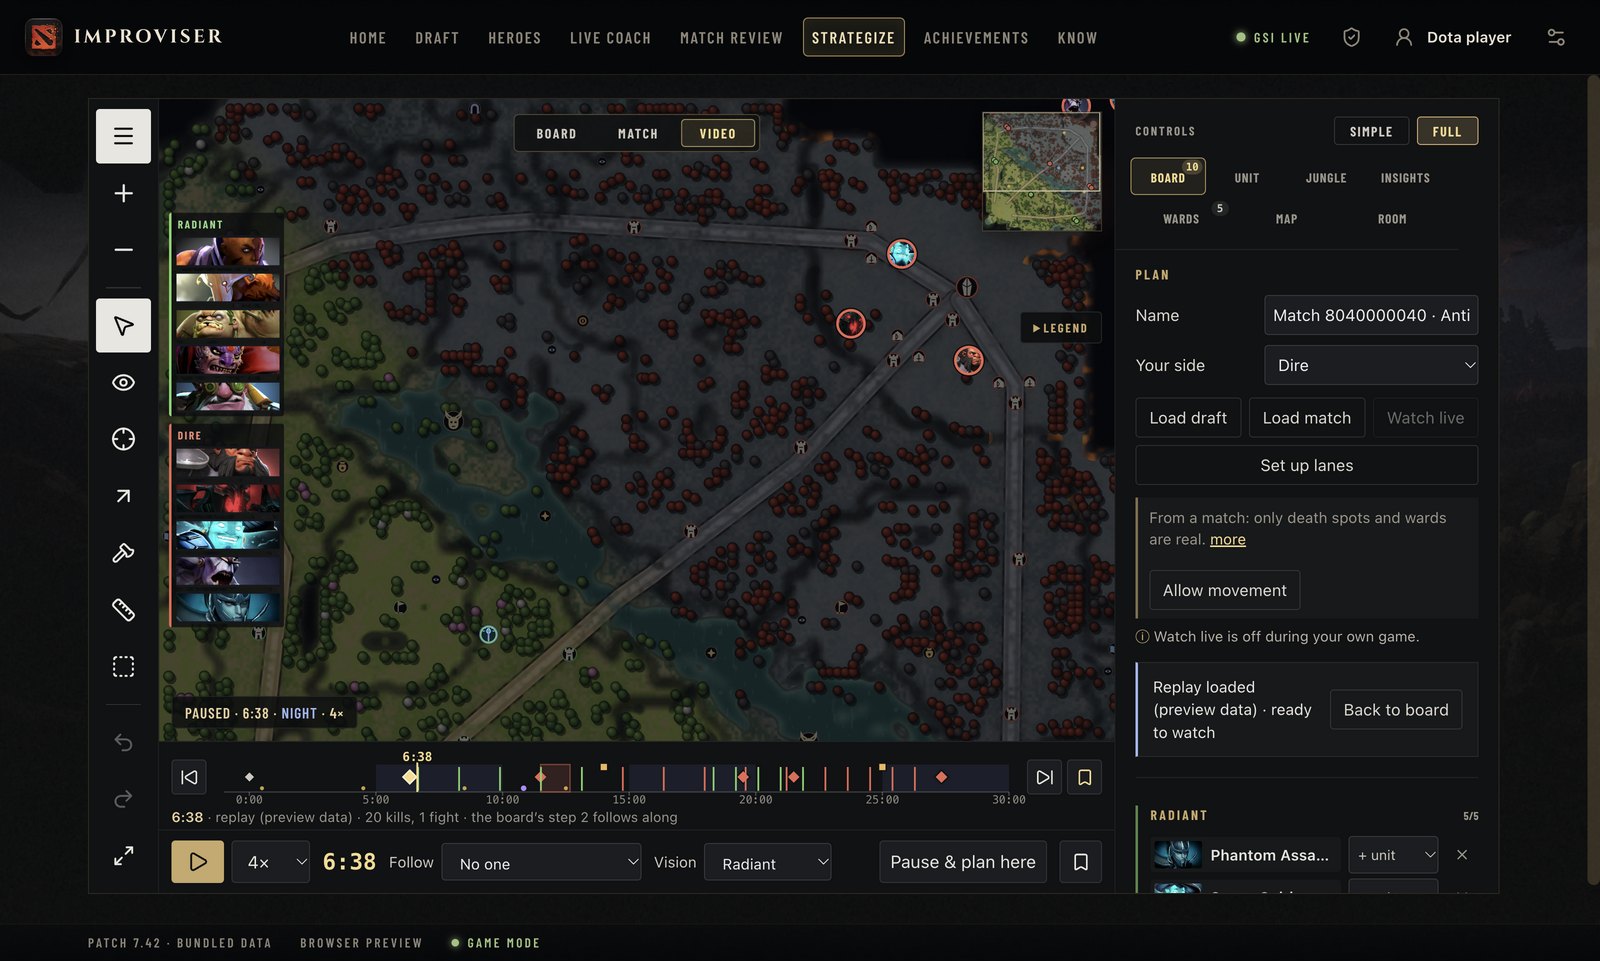 IMPROVISER
HOME DRAFT HEROES LIVE COACH MATCH REVIEW STRATEGIZE ACHIEVEMENTS KNOW
GSI LIVE
Dota player
BOARD MATCH VIDEO
RADIANT
DIRE
LEGEND
PAUSED · 6:38 · NIGHT · 4×
6:38
0:00 5:00 10:00 15:00 20:00 25:00 30:00
6:38 · replay (preview data) · 20 kills, 1 fight · the board's step 2 follows along
4× 6:38 Follow No one Vision Radiant Pause & plan here
CONTROLS SIMPLE FULL
BOARD 10 UNIT JUNGLE INSIGHTS
WARDS 5 MAP ROOM
PLAN
Name Match 8040000040 · Anti
Your side Dire
Load draft Load match Watch live
Set up lanes
From a match: only death spots and wards
are real. more
Allow movement
Watch live is off during your own game.
Replay loaded
(preview data) · ready
to watch
Back to board
RADIANT 5/5
Phantom Assa... + unit
PATCH 7.42 · BUNDLED DATA BROWSER PREVIEW GAME MODE